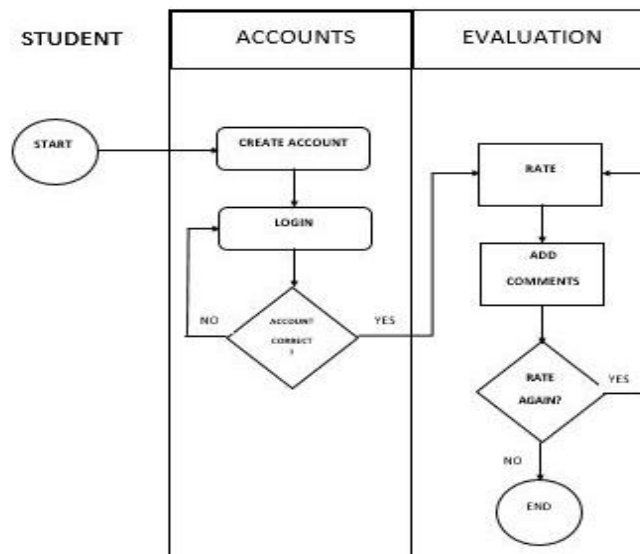 STUDENT
ACCOUNTS
EVALUATION
START
CREATE ACCOUNT
LOGIN
ACCOUNT
CORRECT
?
NO
YES
RATE
ADD
COMMENTS
RATE
AGAIN?
YES
NO
END